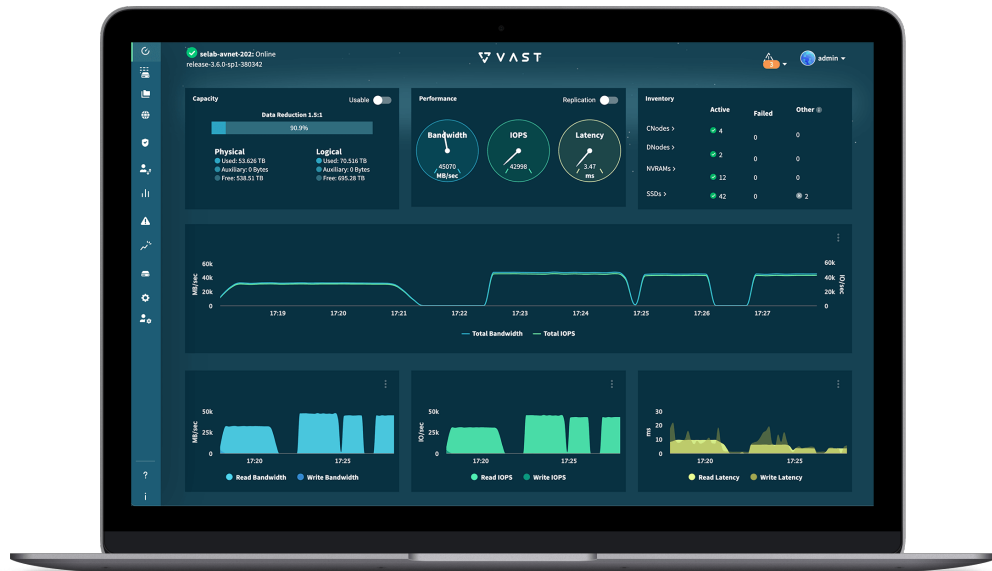 selab-avnet-202: Online
release-3.6.0-sp1-380342
VAST
3
admin
Capacity
Usable
Data Reduction 1.5:1
90.9%
Physical
Used: 53.626 TB
Auxiliary: 0 Bytes
Free: 538.51 TB
Logical
Used: 70.516 TB
Auxiliary: 0 Bytes
Free: 695.28 TB
Performance
Replication
Bandwidth
45070
MB/sec
IOPS
42998
Latency
3.47
ms
Inventory
Active
Failed
Other
CNodes >
4
0
0
DNodes >
2
0
0
NVRAMs >
12
0
0
SSDs >
42
0
2
MB/sec
60k
40k
20k
0
17:19
17:20
17:21
17:22
17:23
17:24
17:25
17:26
17:27
60k
40k
20k
0
IO/sec
Total Bandwidth
Total IOPS
MB/sec
50k
25k
0
17:20
17:25
Read Bandwidth
Write Bandwidth
IO/sec
50k
25k
0
17:20
17:25
Read IOPS
Write IOPS
ms
30
20
10
0
17:20
17:25
Read Latency
Write Latency
?
i